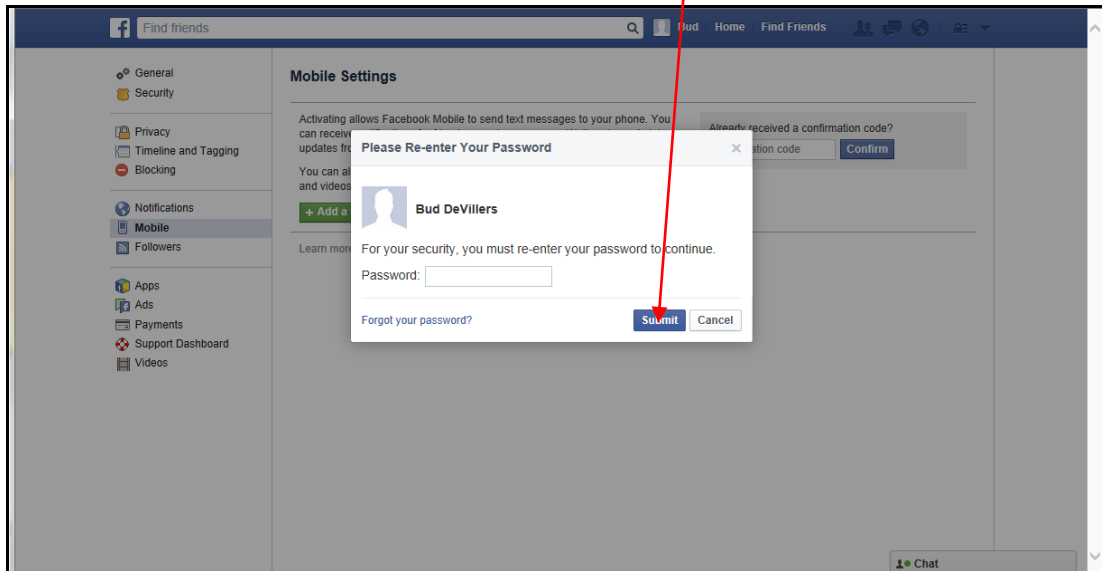 Find friends
Bud Home Find Friends
General
Security
Privacy
Timeline and Tagging
Blocking
Notifications
Mobile
Followers
Apps
Ads
Payments
Support Dashboard
Videos
Mobile Settings
Activating allows Facebook Mobile to send text messages to your phone. You
can receive
updates
You can
and videos
+ Add a
Learn more
Already received a confirmation code?
code Confirm
Please Re-enter Your Password
Bud DeVillers
For your security, you must re-enter your password to continue.
Password:
Forgot your password? Submit Cancel
Chat